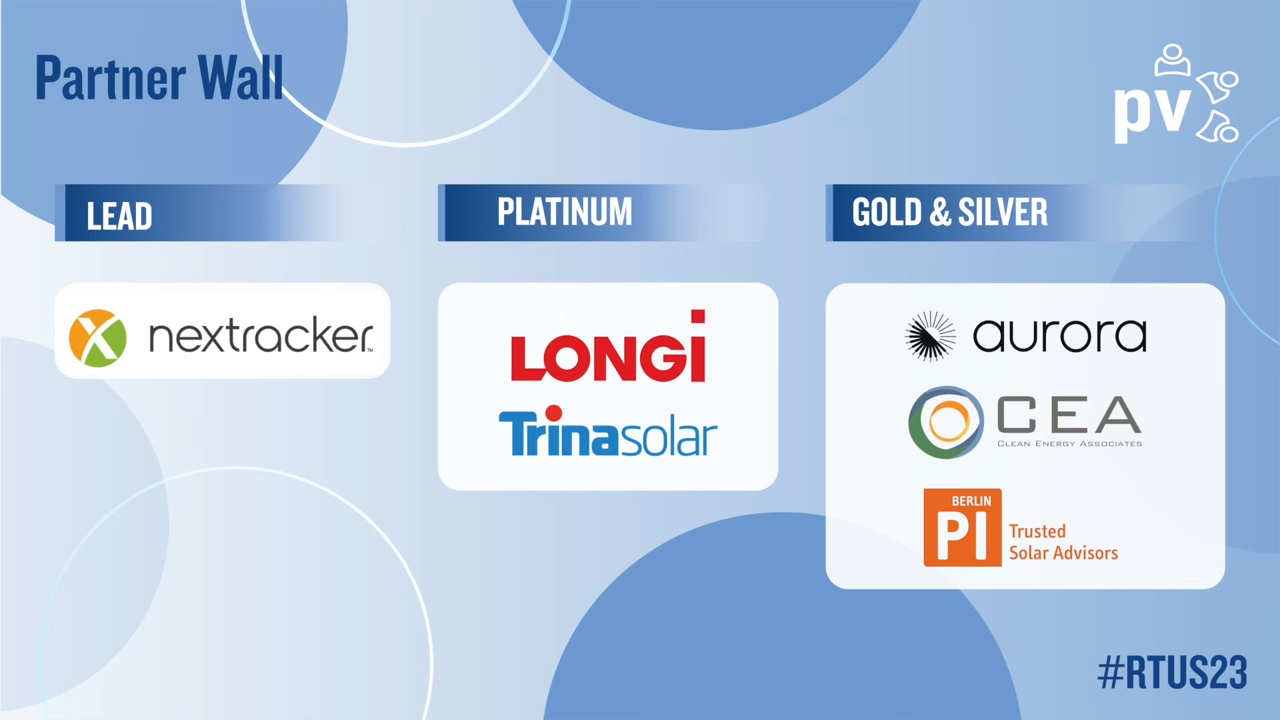 Partner Wall
pv
LEAD
nextracker™
PLATINUM
LONGi
Trinasolar
GOLD & SILVER
aurora
CEA
CLEAN ENERGY ASSOCIATES
BERLIN
PI
Trusted
Solar Advisors
#RTUS23